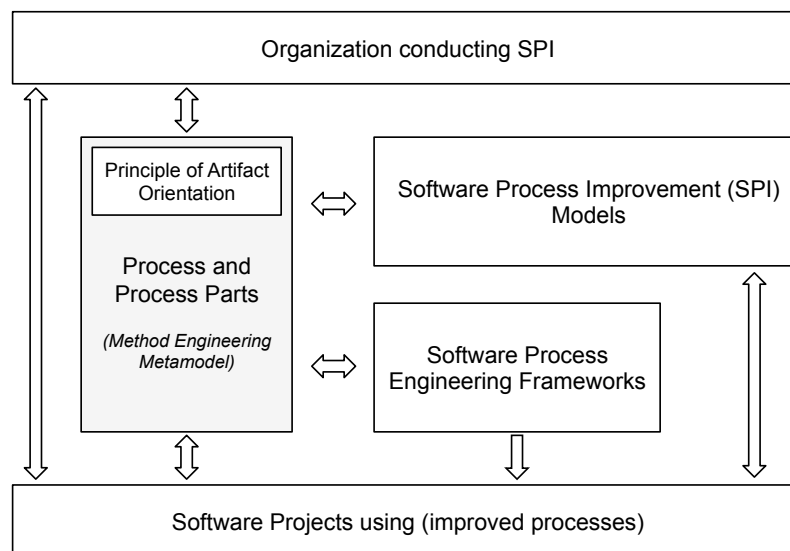 Organization conducting SPI
Principle of Artifact
Orientation
Process and
Process Parts
(Method Engineering
Metamodel)
Software Process Improvement (SPI)
Models
Software Process
Engineering Frameworks
Software Projects using (improved processes)